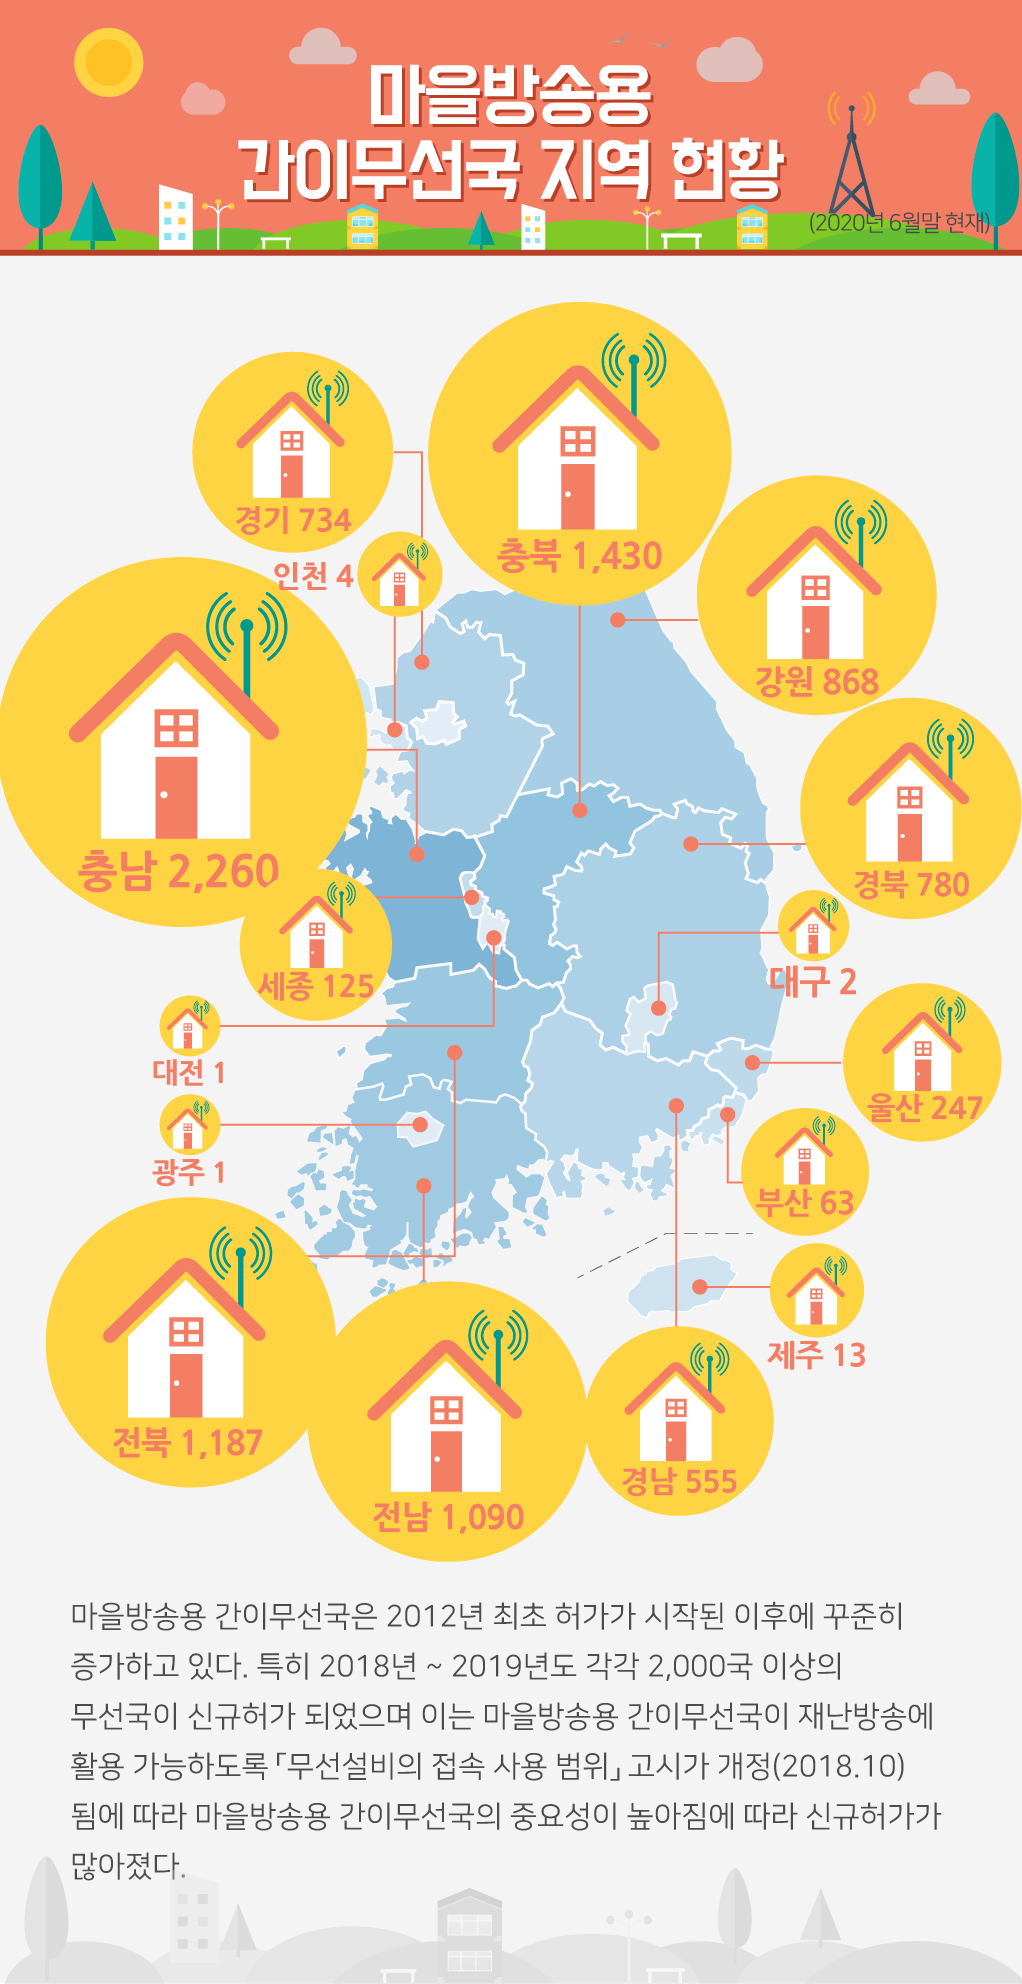 마을방송용
간이무선국 지역 현황
(2020년 6월말 현재)
경기 734
충북 1,430
인천 4
강원 868
충남 2,260
경북 780
세종 125
대구 2
대전 1
울산 247
광주 1
부산 63
제주 13
전북 1,187
경남 555
전남 1,090
마을방송용 간이무선국은 2012년 최초 허가가 시작된 이후에 꾸준히
증가하고 있다. 특히 2018년 ~ 2019년도 각각 2,000국 이상의
무선국이 신규허가 되었으며 이는 마을방송용 간이무선국이 재난방송에
활용 가능하도록 「무선설비의 접속 사용 범위」 고시가 개정(2018.10)
됨에 따라 마을방송용 간이무선국의 중요성이 높아짐에 따라 신규허가가
많아졌다.